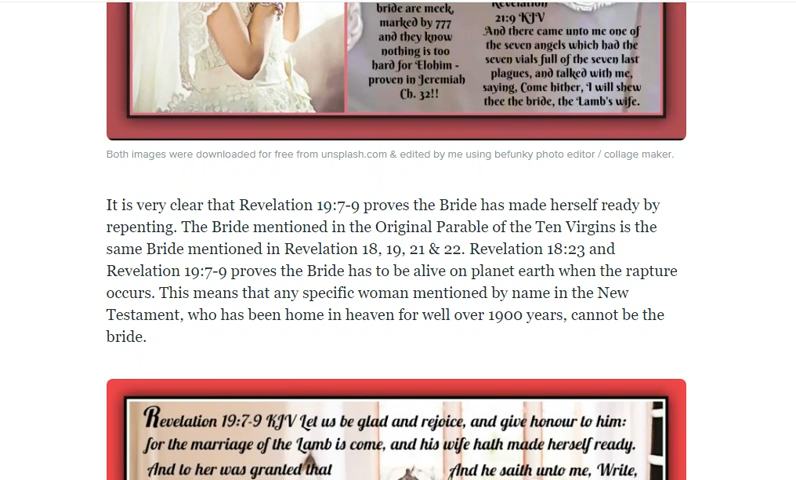 bride are meek,
marked by 777
and they know
nothing is too
hard for Elohim -
proven in Jeremiah
Ch. 32!!
Revelation
21:9 KJV
And there came unto me one of
the seven angels which had the
seven vials full of the seven last
plagues, and talked with me,
saying, Come hither, I will shew
thee the bride, the Lamb's wife.
Both images were downloaded for free from unsplash.com & edited by me using befunky photo editor / collage maker.
It is very clear that Revelation 19:7-9 proves the Bride has made herself ready by
repenting. The Bride mentioned in the Original Parable of the Ten Virgins is the
same Bride mentioned in Revelation 18, 19, 21 & 22. Revelation 18:23 and
Revelation 19:7-9 proves the Bride has to be alive on planet earth when the rapture
occurs. This means that any specific woman mentioned by name in the New
Testament, who has been home in heaven for well over 1900 years, cannot be the
bride.
Revelation 19:7-9 KJV Let us be glad and rejoice, and give honour to him:
for the marriage of the Lamb is come, and his wife hath made herself ready.
And to her was granted that
And he saith unto me, Write,